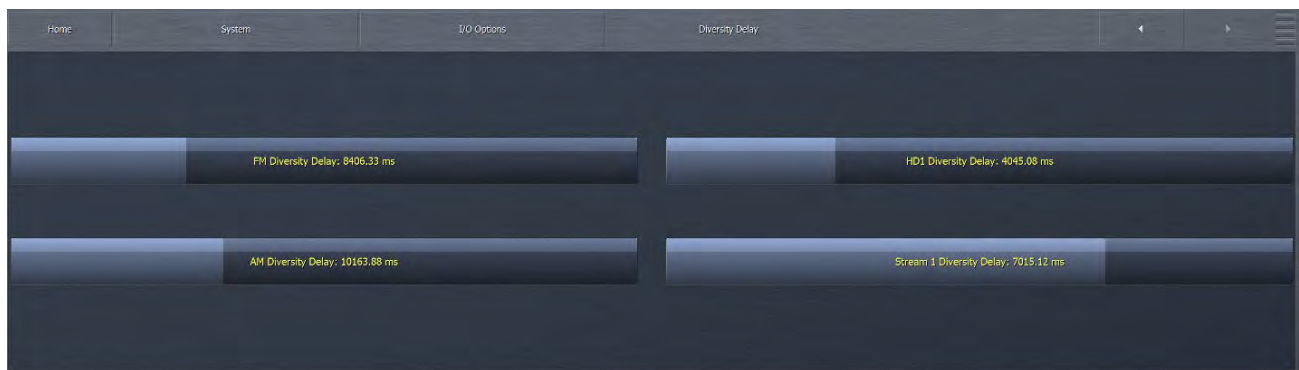 Home System I/O Options Diversity Delay
FM Diversity Delay: 8406.33 ms
HD1 Diversity Delay: 4045.08 ms
AM Diversity Delay: 10163.88 ms
Stream 1 Diversity Delay: 7015.12 ms